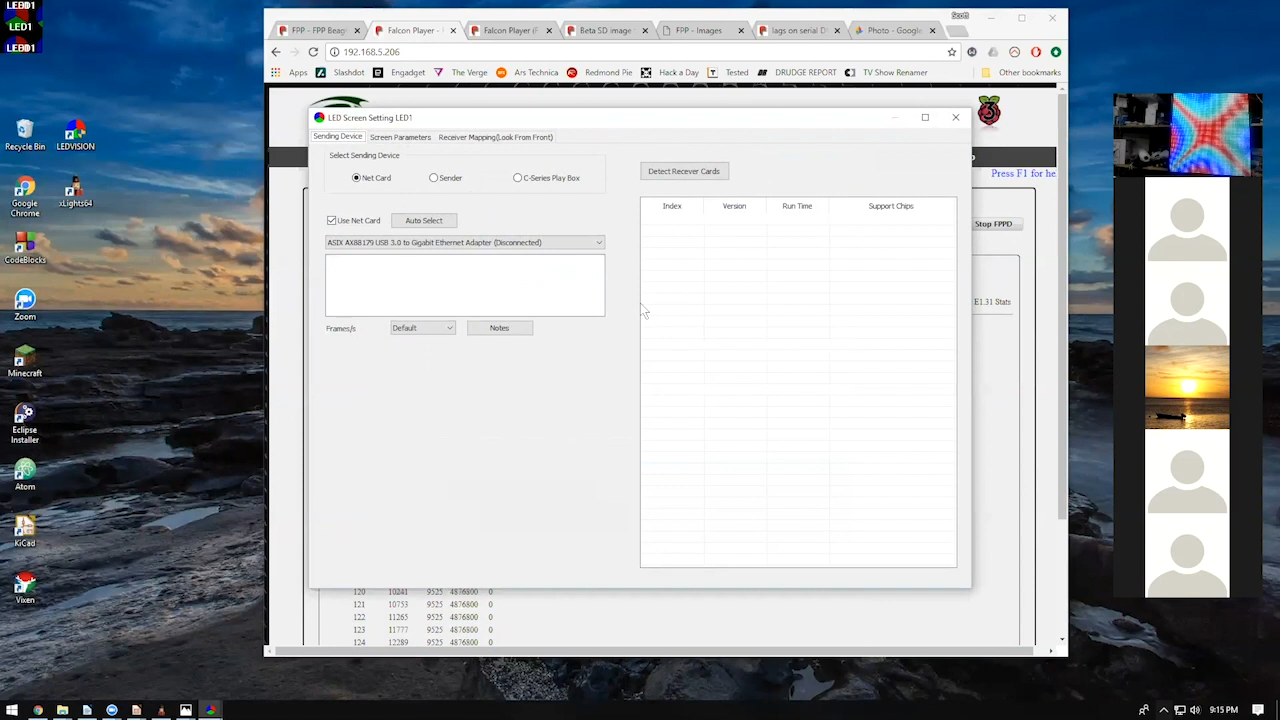 LED1
LED1
LED1
Recycle Bin
LEDVISION
Google Chrome
xLights64
CodeBlocks
Zoom
Minecraft
Eclipse Installer
Atom
KiCad
Vixen
Scott
FPP - FPP Beag
Falcon Player -
Falcon Player (F
Beta SD image
FPP - Images
lags on serial D
Photo - Google
192.168.5.206
Apps
Slashdot
Engadget
The Verge
Ars Technica
Redmond Pie
Hack a Day
Tested
DRUDGE REPORT
TV Show Renamer
Other bookmarks
LED Screen Setting LED1
Sending Device
Screen Parameters
Receiver Mapping(Look From Front)
Select Sending Device
Net Card
Sender
C-Series Play Box
Detect Recever Cards
Use Net Card
Auto Select
Index
Version
Run Time
Support Chips
ASIX AX88179 USB 3.0 to Gigabit Ethernet Adapter (Disconnected)
Frames/s
Default
Notes
Press F1 for he
Stop FPPD
E1.31 Stats
120 10241 9525 4876800 0
121 10753 9525 4876800 0
122 11265 9525 4876800 0
123 11777 9525 4876800 0
124 12289 9525 4876800 0
9:15 PM